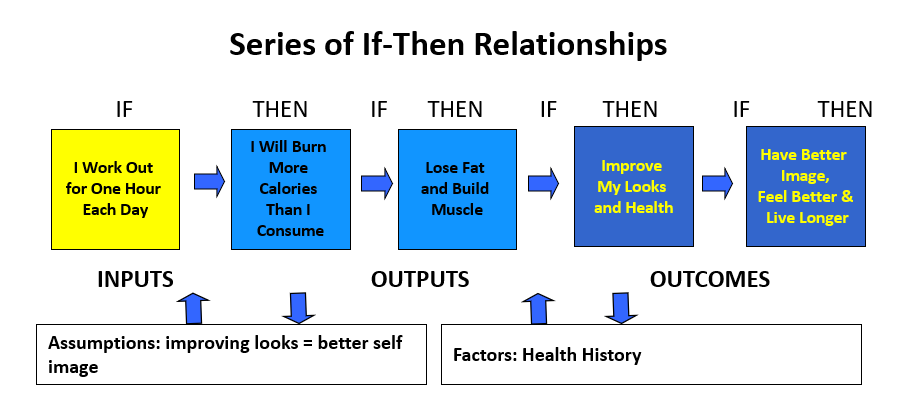 Series of If-Then Relationships
IF THEN IF THEN IF THEN IF THEN
I Work Out
for One Hour
Each Day
I Will Burn
More
Calories
Than I
Consume
Lose Fat
and Build
Muscle
Improve
My Looks
and Health
Have Better
Image,
Feel Better &
Live Longer
INPUTS OUTPUTS OUTCOMES
Assumptions: improving looks = better self
image
Factors: Health History